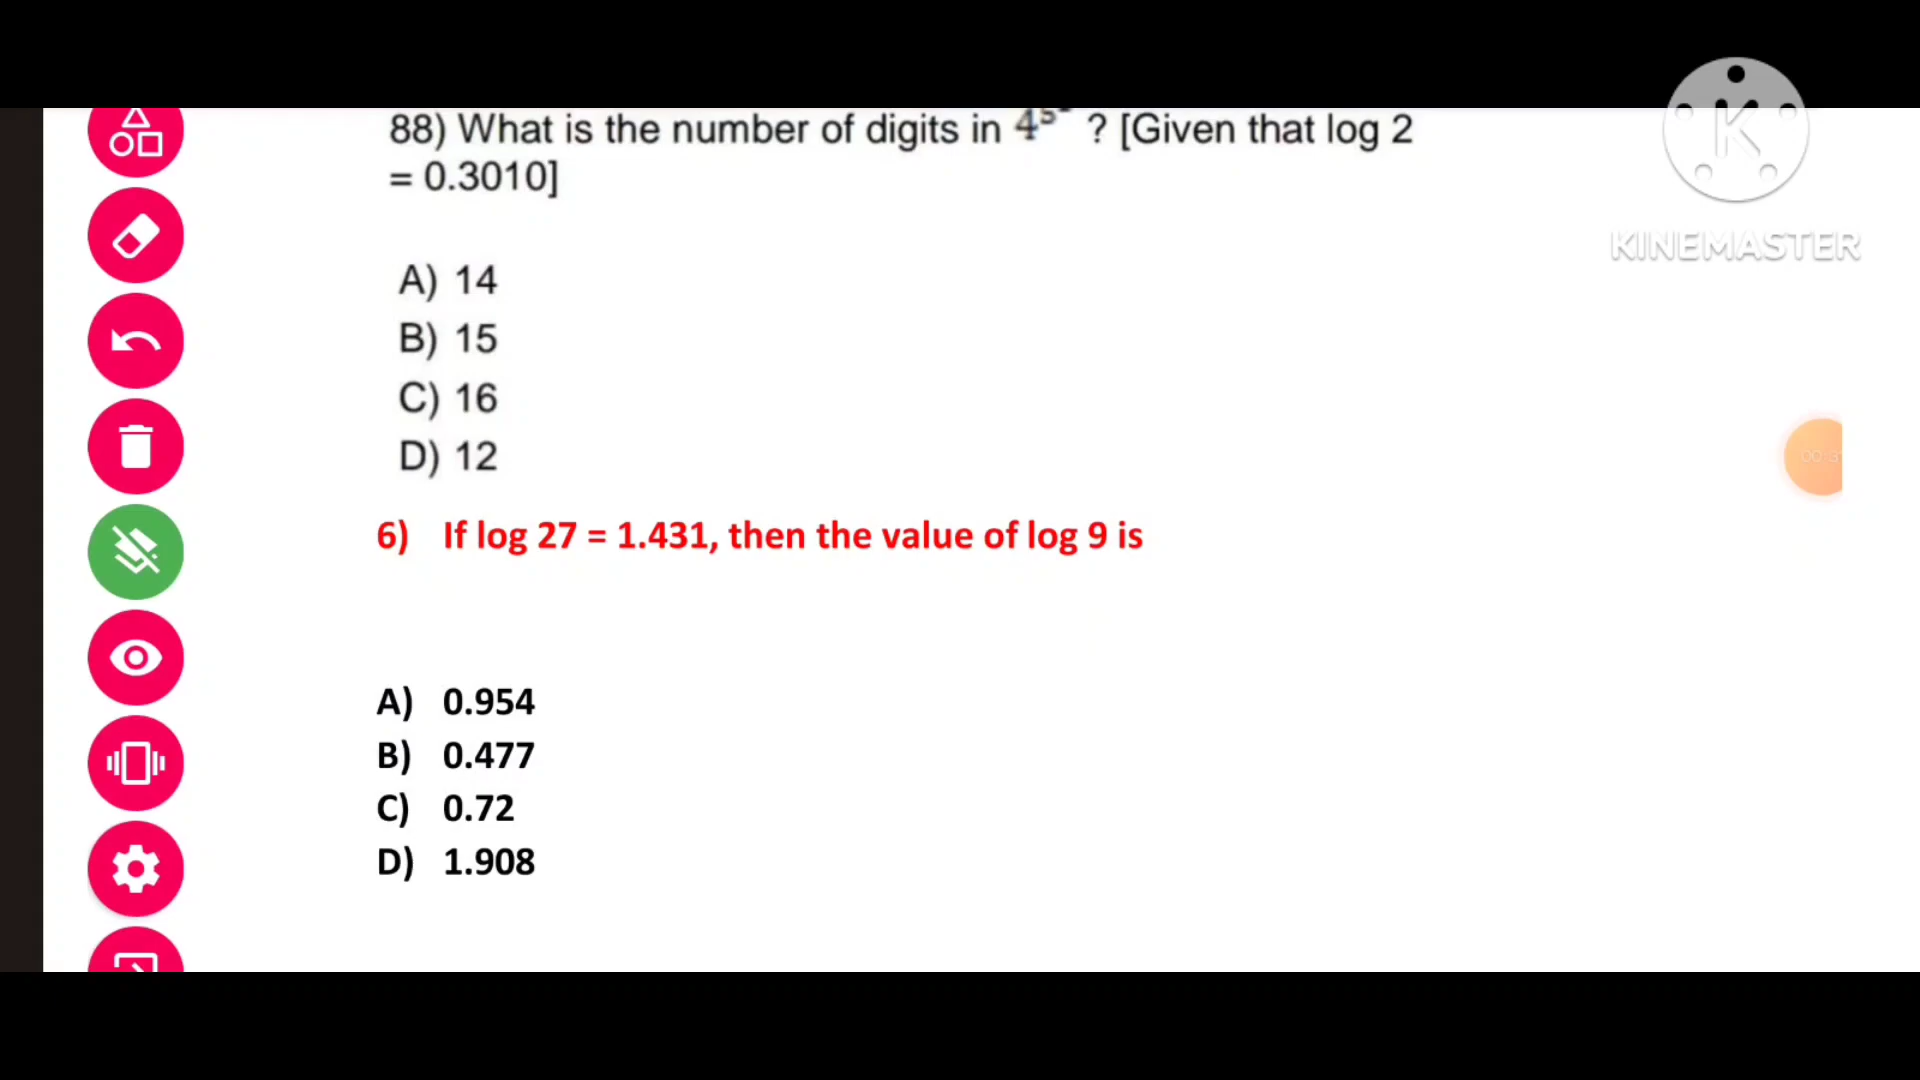 88) What is the number of digits in 4⁵ ? [Given that log 2
= 0.3010]
A) 14
B) 15
C) 16
D) 12
6) If log 27 = 1.431, then the value of log 9 is
A) 0.954
B) 0.477
C) 0.72
D) 1.908
K
KINEMASTER